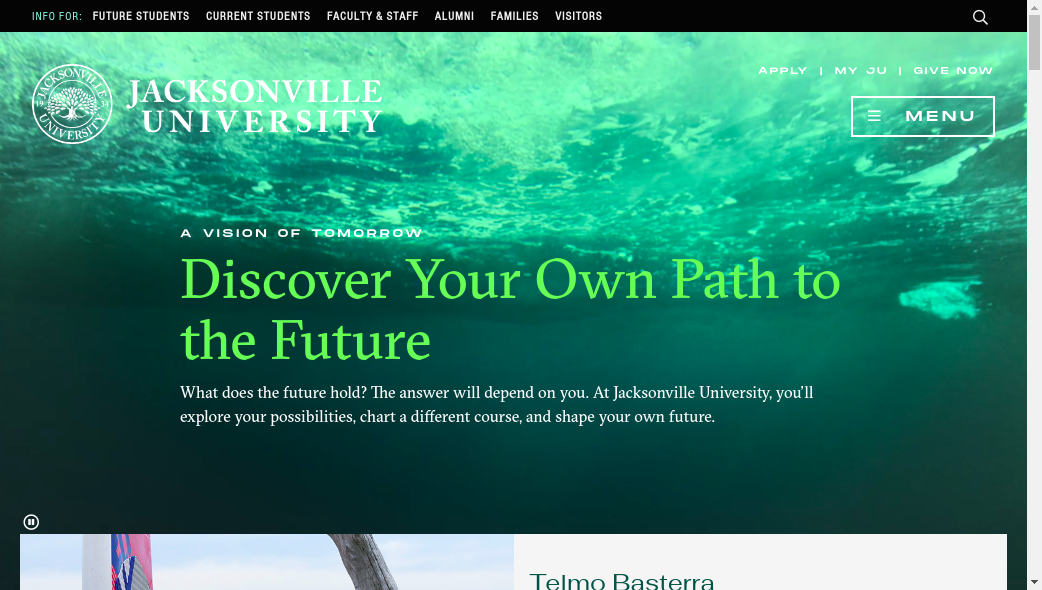 INFO FOR: FUTURE STUDENTS CURRENT STUDENTS FACULTY & STAFF ALUMNI FAMILIES VISITORS
APPLY | MY JU | GIVE NOW
JACKSONVILLE UNIVERSITY 1934
JACKSONVILLE
UNIVERSITY
MENU
A VISION OF TOMORROW
Discover Your Own Path to
the Future
What does the future hold? The answer will depend on you. At Jacksonville University, you'll
explore your possibilities, chart a different course, and shape your own future.
Telmo Basterra